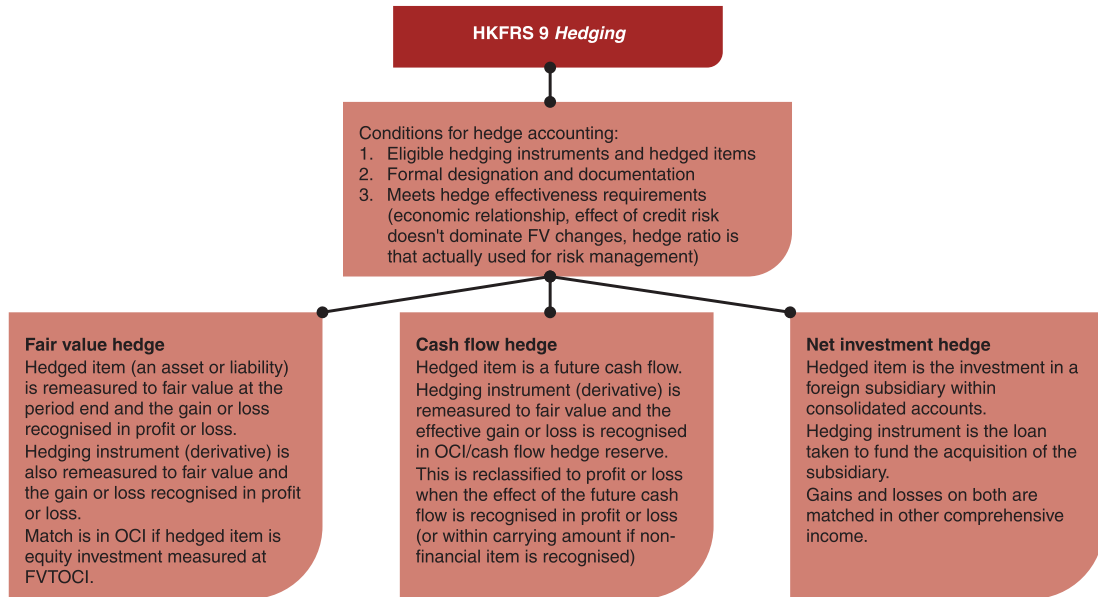 HKFRS 9 Hedging
Conditions for hedge accounting:
1. Eligible hedging instruments and hedged items
2. Formal designation and documentation
3. Meets hedge effectiveness requirements
(economic relationship, effect of credit risk
doesn't dominate FV changes, hedge ratio is
that actually used for risk management)
Fair value hedge
Hedged item (an asset or liability)
is remeasured to fair value at the
period end and the gain or loss
recognised in profit or loss.
Hedging instrument (derivative) is
also remeasured to fair value and
the gain or loss recognised in profit
or loss.
Match is in OCI if hedged item is
equity investment measured at
FVTOCI.
Cash flow hedge
Hedged item is a future cash flow.
Hedging instrument (derivative) is
remeasured to fair value and the
effective gain or loss is recognised
in OCI/cash flow hedge reserve.
This is reclassified to profit or loss
when the effect of the future cash
flow is recognised in profit or loss
(or within carrying amount if non-
financial item is recognised)
Net investment hedge
Hedged item is the investment in a
foreign subsidiary within
consolidated accounts.
Hedging instrument is the loan
taken to fund the acquisition of the
subsidiary.
Gains and losses on both are
matched in other comprehensive
income.